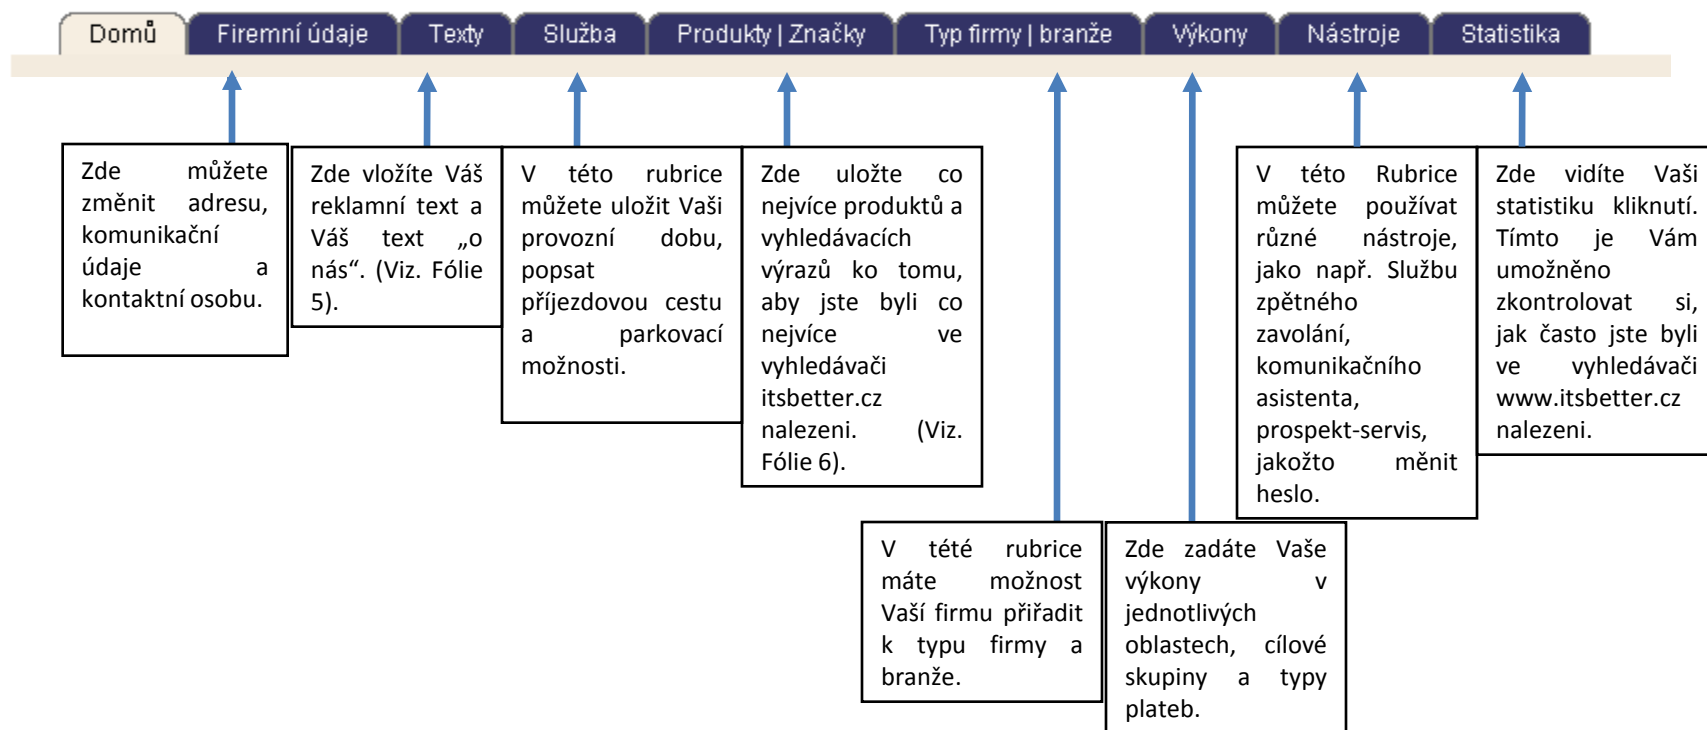 Domů Firemní údaje Texty Služba Produkty | Značky Typ firmy | branže Výkony Nástroje Statistika
Zde můžete
změnit adresu,
komunikační
údaje a
kontaktní osobu.
Zde vložíte Váš
reklamní text a
Váš text „o
nás“. (Viz. Fólie
5).
V této rubrice
můžete uložit Vaši
provozní dobu,
popsat
příjezdovou cestu
a parkovací
možnosti.
Zde uložte co
nejvíce produktů a
vyhledávacích
výrazů ko tomu,
aby jste byli co
nejvíce ve
vyhledávači
itsbetter.cz
nalezeni. (Viz.
Fólie 6).
V tété rubrice
máte možnost
Vaší firmu přiřadit
k typu firmy a
branže.
Zde zadáte Vaše
výkony v
jednotlivých
oblastech, cílové
skupiny a typy
plateb.
V této Rubrice
můžete používat
různé nástroje,
jako např. Službu
zpětného
zavolání,
komunikačního
asistenta,
prospekt-servis,
jakožto měnit
heslo.
Zde vidíte Vaši
statistiku kliknutí.
Tímto je Vám
umožněno
zkontrolovat si,
jak často jste byli
ve vyhledávači
www.itsbetter.cz
nalezeni.